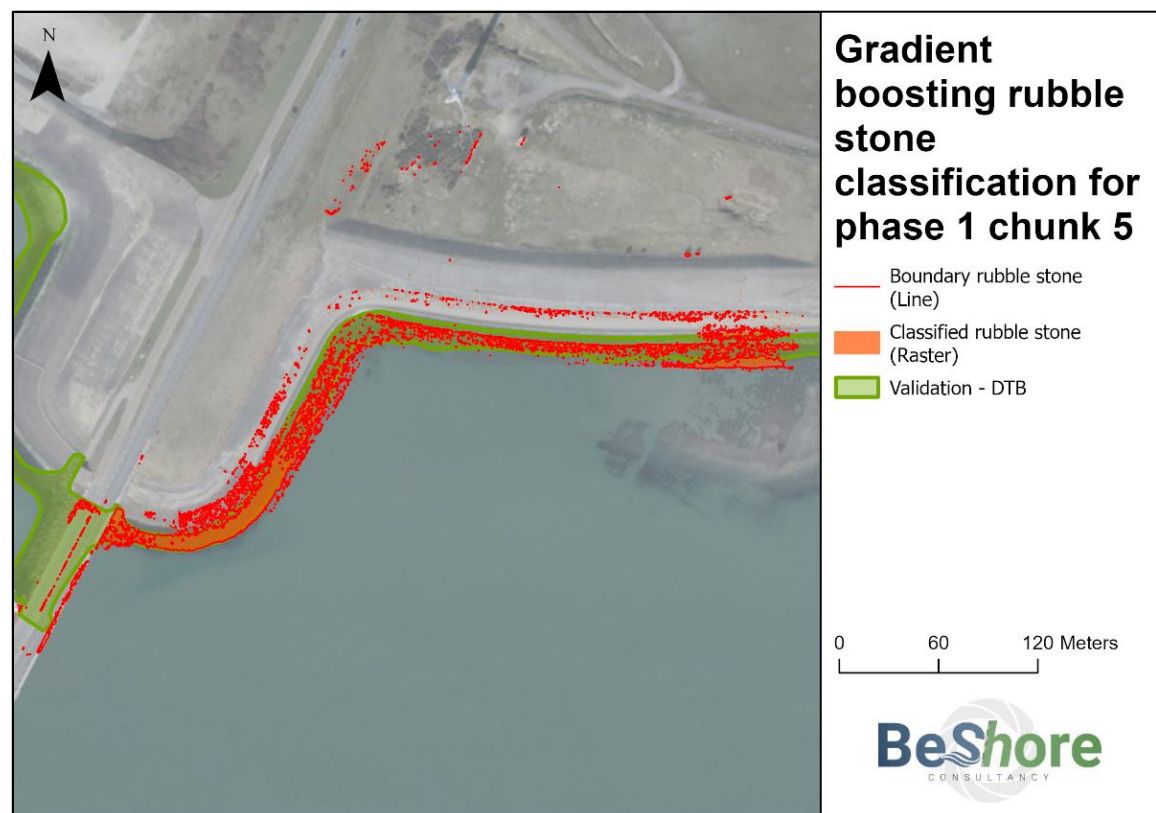 N
Gradient
boosting rubble
stone
classification for
phase 1 chunk 5
Boundary rubble stone
(Line)
Classified rubble stone
(Raster)
Validation - DTB
0 60 120 Meters
BeShore
CONSULTANCY